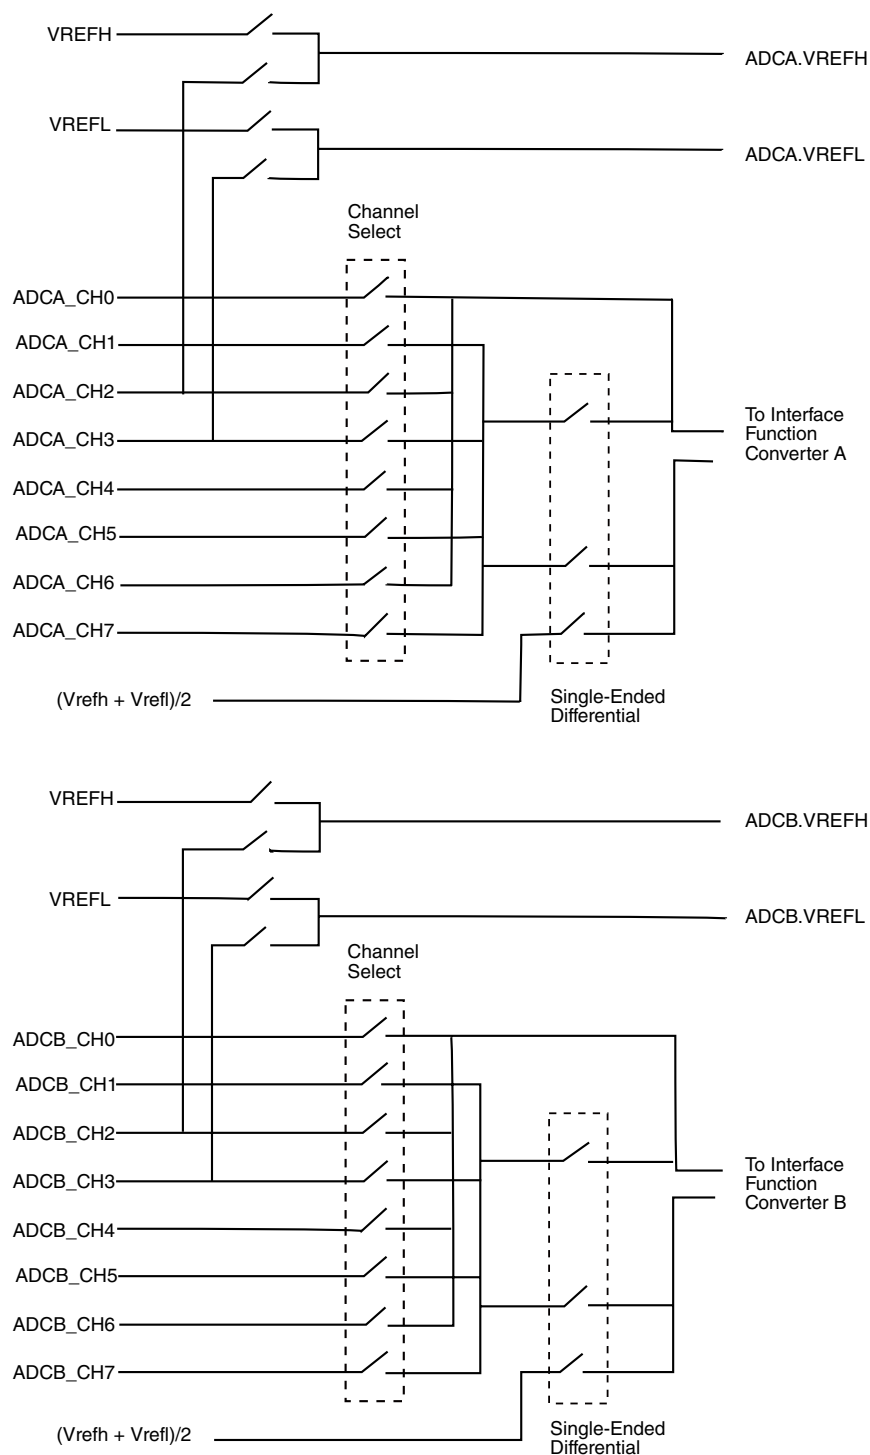 VREFH
ADCA.VREFH
VREFL
ADCA.VREFL
Channel
Select
ADCA_CH0
ADCA_CH1
ADCA_CH2
ADCA_CH3
ADCA_CH4
ADCA_CH5
ADCA_CH6
ADCA_CH7
To Interface
Function
Converter A
(Vrefh + Vrefl)/2
Single-Ended
Differential
VREFH
ADCB.VREFH
VREFL
ADCB.VREFL
Channel
Select
ADCB_CH0
ADCB_CH1
ADCB_CH2
ADCB_CH3
ADCB_CH4
ADCB_CH5
ADCB_CH6
ADCB_CH7
To Interface
Function
Converter B
(Vrefh + Vrefl)/2
Single-Ended
Differential